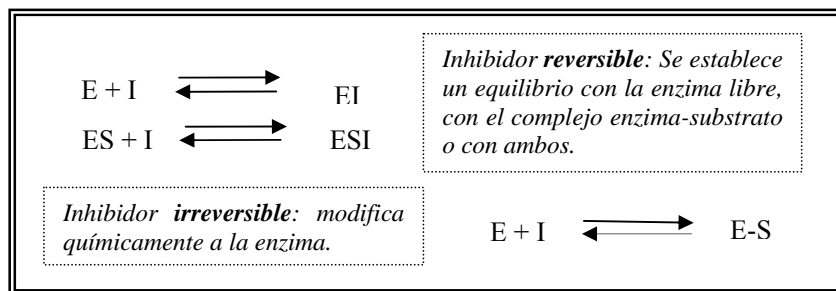 E + I ⇌ EI
ES + I ⇌ ESI
Inhibidor reversible: Se establece
un equilibrio con la enzima libre,
con el complejo enzima-substrato
o con ambos.
Inhibidor irreversible: modifica
químicamente a la enzima.
E + I ⇌ E-S